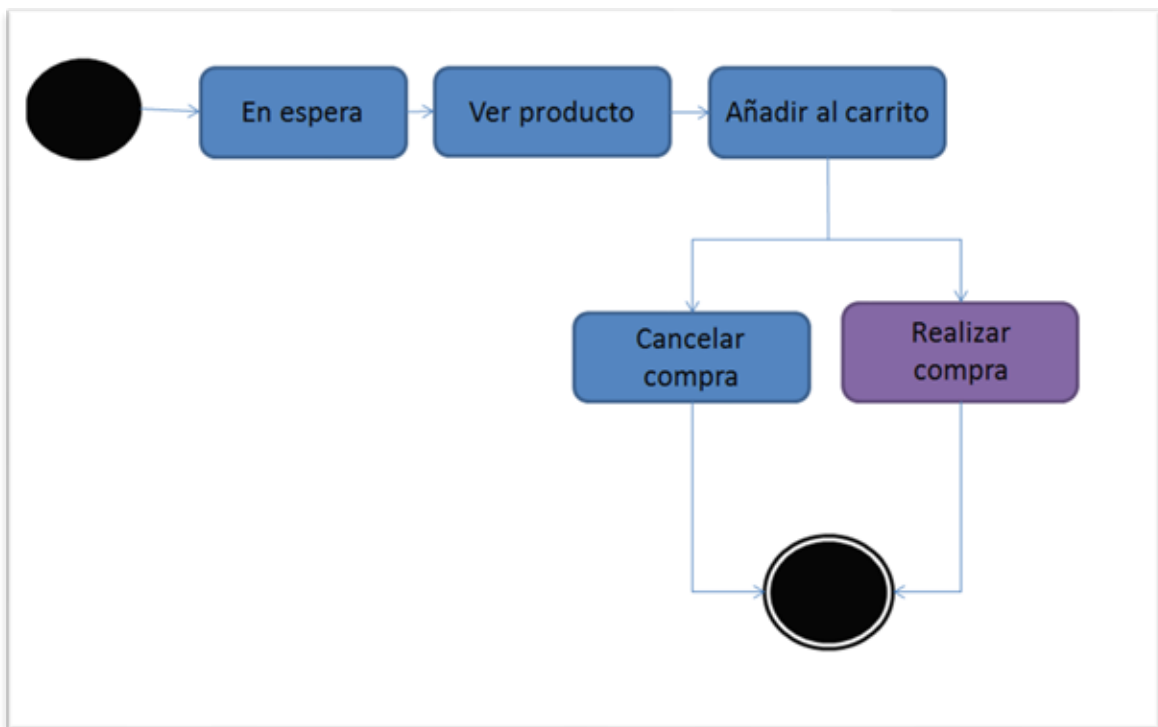 En espera
Ver producto
Añadir al carrito
Cancelar
compra
Realizar
compra